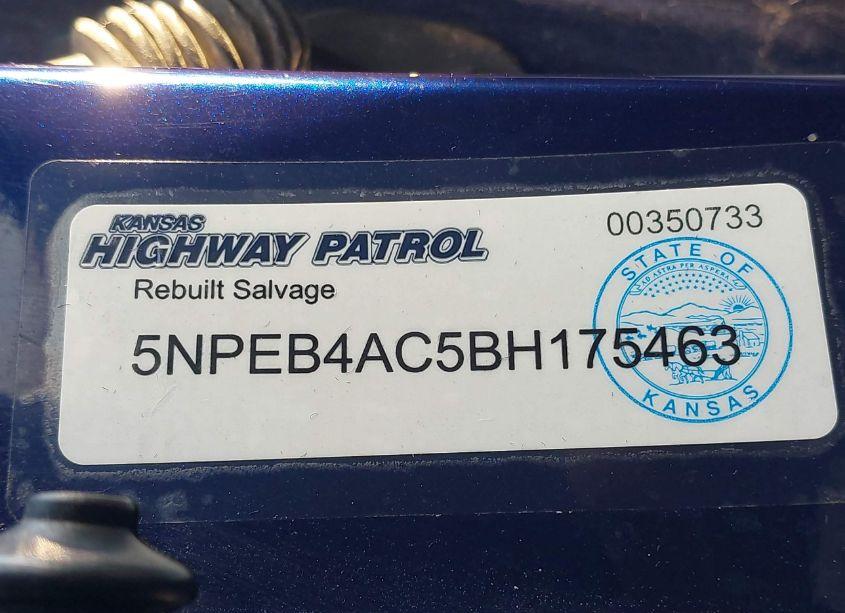 KANSAS
HIGHWAY PATROL
00350733
Rebuilt Salvage
5NPEB4AC5BH175463
STATE OF
AD ASTRA PER ASPERA
KANSAS